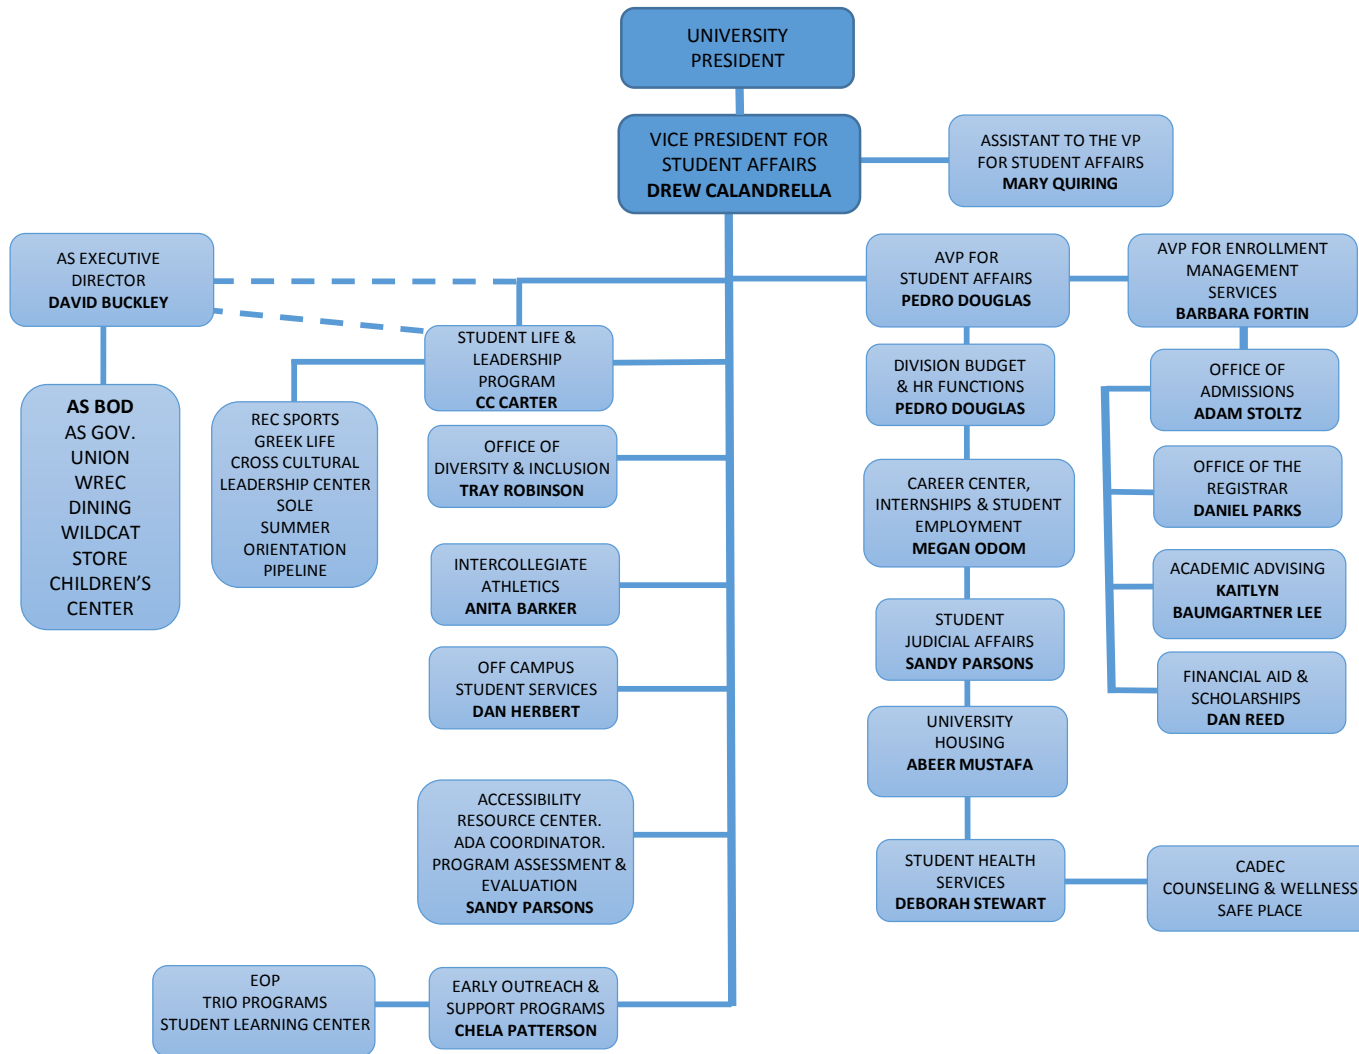 UNIVERSITY
PRESIDENT
VICE PRESIDENT FOR
STUDENT AFFAIRS
DREW CALANDRELLA
ASSISTANT TO THE VP
FOR STUDENT AFFAIRS
MARY QUIRING
AS EXECUTIVE
DIRECTOR
DAVID BUCKLEY
AVP FOR
STUDENT AFFAIRS
PEDRO DOUGLAS
AVP FOR ENROLLMENT
MANAGEMENT
SERVICES
BARBARA FORTIN
STUDENT LIFE &
LEADERSHIP
PROGRAM
CC CARTER
DIVISION BUDGET
& HR FUNCTIONS
PEDRO DOUGLAS
OFFICE OF
ADMISSIONS
ADAM STOLTZ
AS BOD
AS GOV.
UNION
WREC
DINING
WILDCAT
STORE
CHILDREN'S
CENTER
REC SPORTS
GREEK LIFE
CROSS CULTURAL
LEADERSHIP CENTER
SOLE
SUMMER
ORIENTATION
PIPELINE
OFFICE OF
DIVERSITY & INCLUSION
TRAY ROBINSON
CAREER CENTER,
INTERNSHIPS & STUDENT
EMPLOYMENT
MEGAN ODOM
OFFICE OF THE
REGISTRAR
DANIEL PARKS
INTERCOLLEGIATE
ATHLETICS
ANITA BARKER
ACADEMIC ADVISING
KAITLYN
BAUMGARTNER LEE
STUDENT
JUDICIAL AFFAIRS
SANDY PARSONS
OFF CAMPUS
STUDENT SERVICES
DAN HERBERT
FINANCIAL AID &
SCHOLARSHIPS
DAN REED
UNIVERSITY
HOUSING
ABEER MUSTAFA
ACCESSIBILITY
RESOURCE CENTER.
ADA COORDINATOR.
PROGRAM ASSESSMENT &
EVALUATION
SANDY PARSONS
STUDENT HEALTH
SERVICES
DEBORAH STEWART
CADEC
COUNSELING & WELLNESS
SAFE PLACE
EOP
TRIO PROGRAMS
STUDENT LEARNING CENTER
EARLY OUTREACH &
SUPPORT PROGRAMS
CHELA PATTERSON